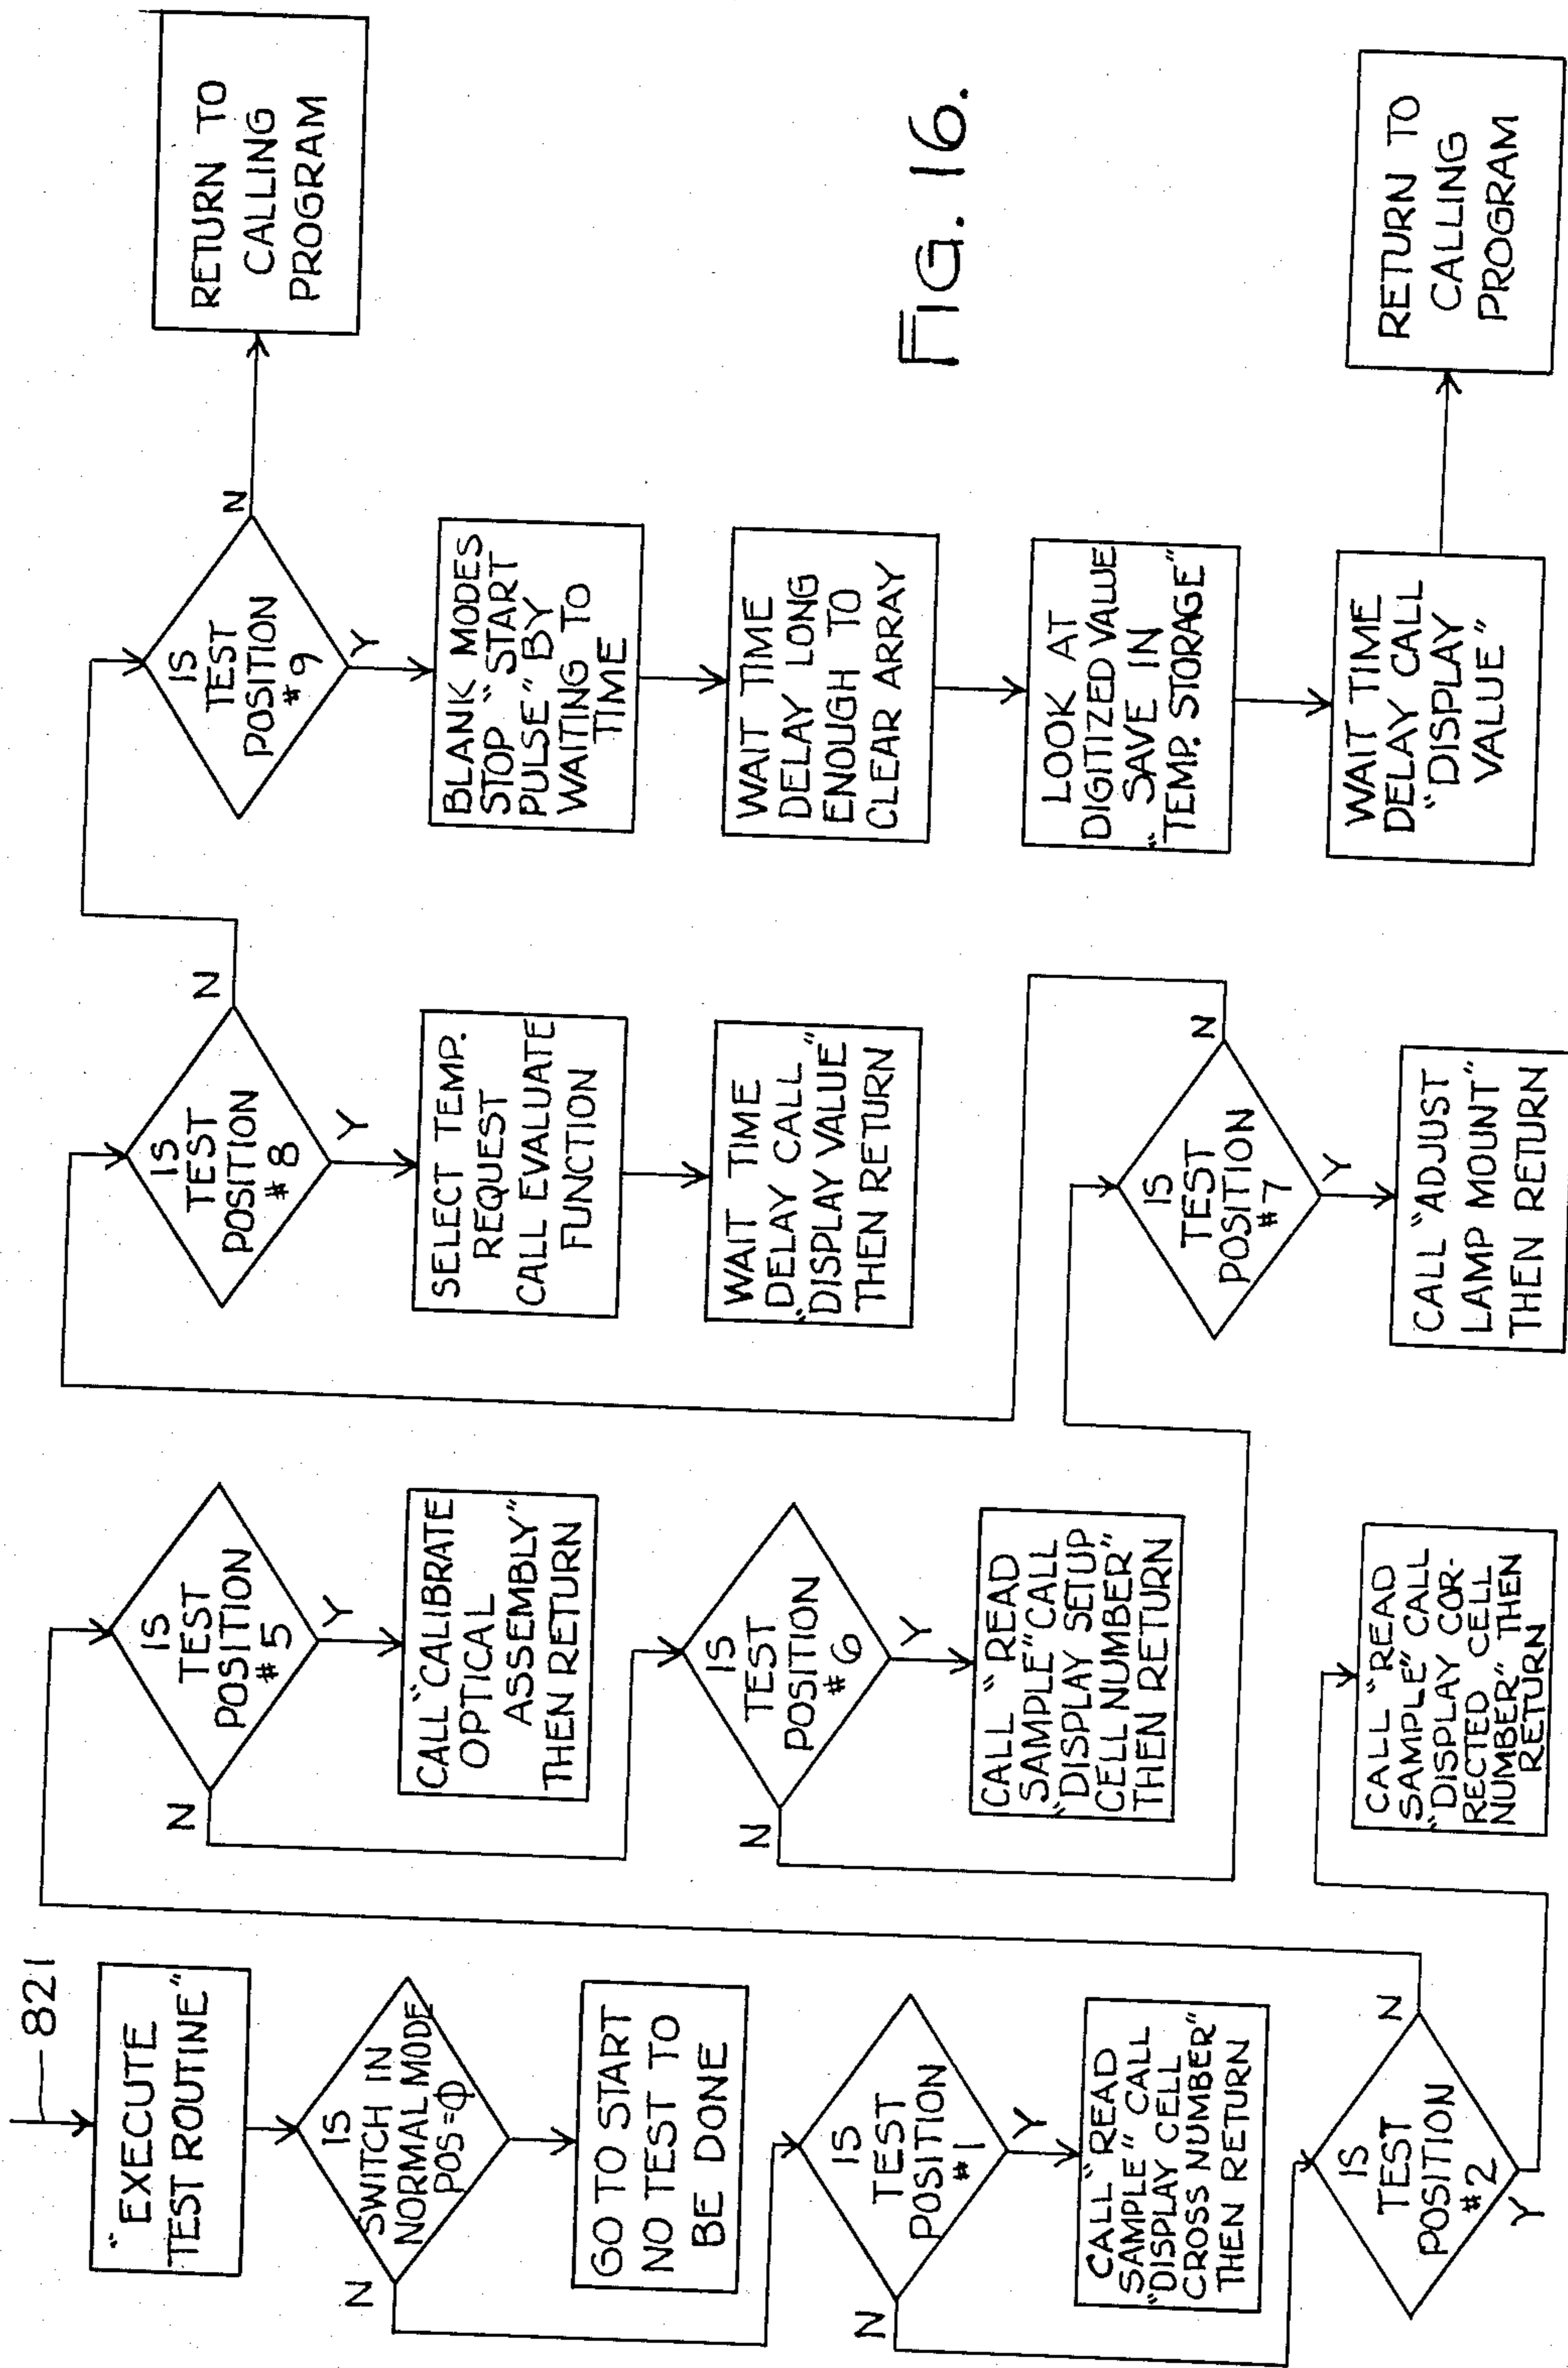 821
"EXECUTE
TEST ROUTINE"
IS
SWITCH IN
NORMAL MODE
POS=Φ
N
GO TO START
NO TEST TO
BE DONE
IS
TEST
POSITION
#1
N
Y
CALL "READ
SAMPLE" CALL
"DISPLAY CELL
CROSS NUMBER"
THEN RETURN
IS
TEST
POSITION
#2
N
Y
CALL "READ
SAMPLE" CALL
"DISPLAY COR-
RECTED CELL
NUMBER," THEN
RETURN
IS
TEST
POSITION
#5
N
Y
CALL "CALIBRATE
OPTICAL
ASSEMBLY"
THEN RETURN
IS
TEST
POSITION
#6
N
Y
CALL "READ
SAMPLE" CALL
"DISPLAY SETUP
CELL NUMBER"
THEN RETURN
IS
TEST
POSITION
#7
N
Y
CALL "ADJUST
LAMP MOUNT"
THEN RETURN
IS
TEST
POSITION
#8
N
Y
SELECT TEMP.
REQUEST
CALL EVALUATE
FUNCTION
WAIT TIME
DELAY CALL
"DISPLAY VALUE"
THEN RETURN
IS
TEST
POSITION
#9
N
Y
RETURN TO
CALLING
PROGRAM
BLANK MODES
STOP "START
PULSE" BY
WAITING TO
TIME
WAIT TIME
DELAY LONG
ENOUGH TO
CLEAR ARRAY
LOOK AT
DIGITIZED VALUE
SAVE IN
"TEMP. STORAGE"
WAIT TIME
DELAY CALL
"DISPLAY
VALUE"
RETURN TO
CALLING
PROGRAM
FIG. 16.